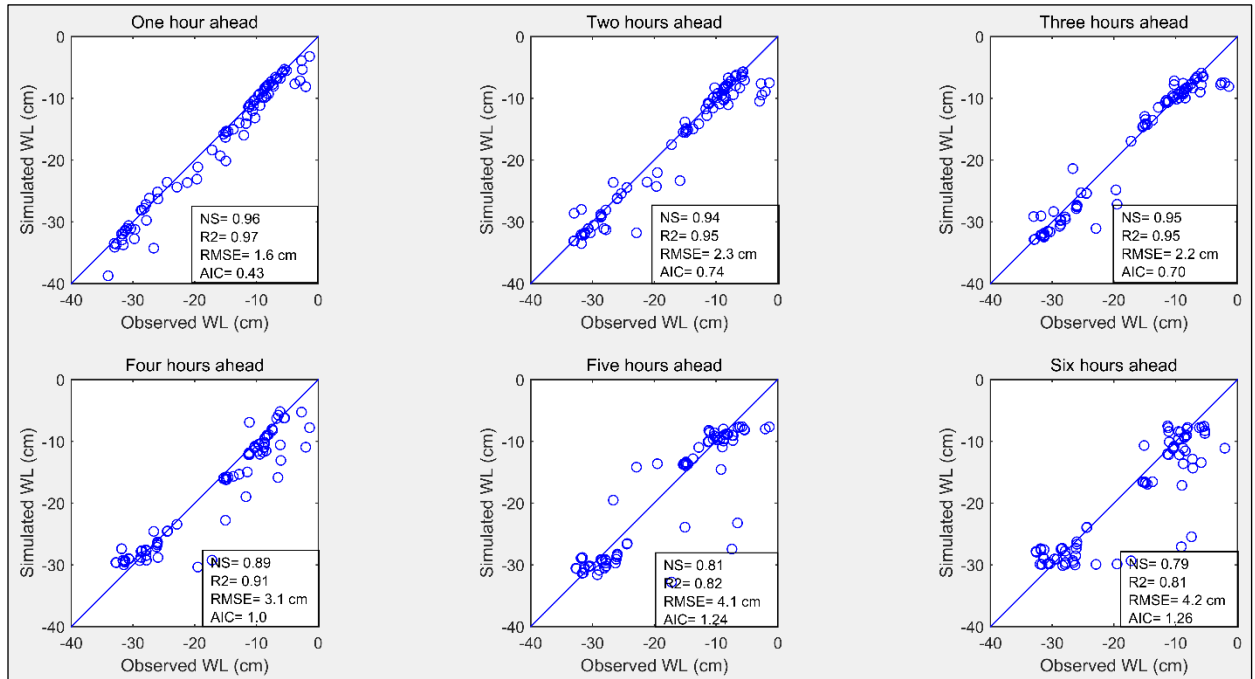 One hour ahead
Two hours ahead
Three hours ahead
0
-10
-20
-30
-40
Simulated WL (cm)
NS= 0.96
R2= 0.97
RMSE= 1.6 cm
AIC= 0.43
-40 -30 -20 -10 0
Observed WL (cm)
0
-10
-20
-30
-40
Simulated WL (cm)
NS= 0.94
R2= 0.95
RMSE= 2.3 cm
AIC= 0.74
-40 -30 -20 -10 0
Observed WL (cm)
0
-10
-20
-30
-40
Simulated WL (cm)
NS= 0.95
R2= 0.95
RMSE= 2.2 cm
AIC= 0.70
-40 -30 -20 -10 0
Observed WL (cm)
Four hours ahead
Five hours ahead
Six hours ahead
0
-10
-20
-30
-40
Simulated WL (cm)
NS= 0.89
R2= 0.91
RMSE= 3.1 cm
AIC= 1.0
-40 -30 -20 -10 0
Observed WL (cm)
0
-10
-20
-30
-40
Simulated WL (cm)
NS= 0.81
R2= 0.82
RMSE= 4.1 cm
AIC= 1.24
-40 -30 -20 -10 0
Observed WL (cm)
0
-10
-20
-30
-40
Simulated WL (cm)
NS= 0.79
R2= 0.81
RMSE= 4.2 cm
AIC= 1.26
-40 -30 -20 -10 0
Observed WL (cm)